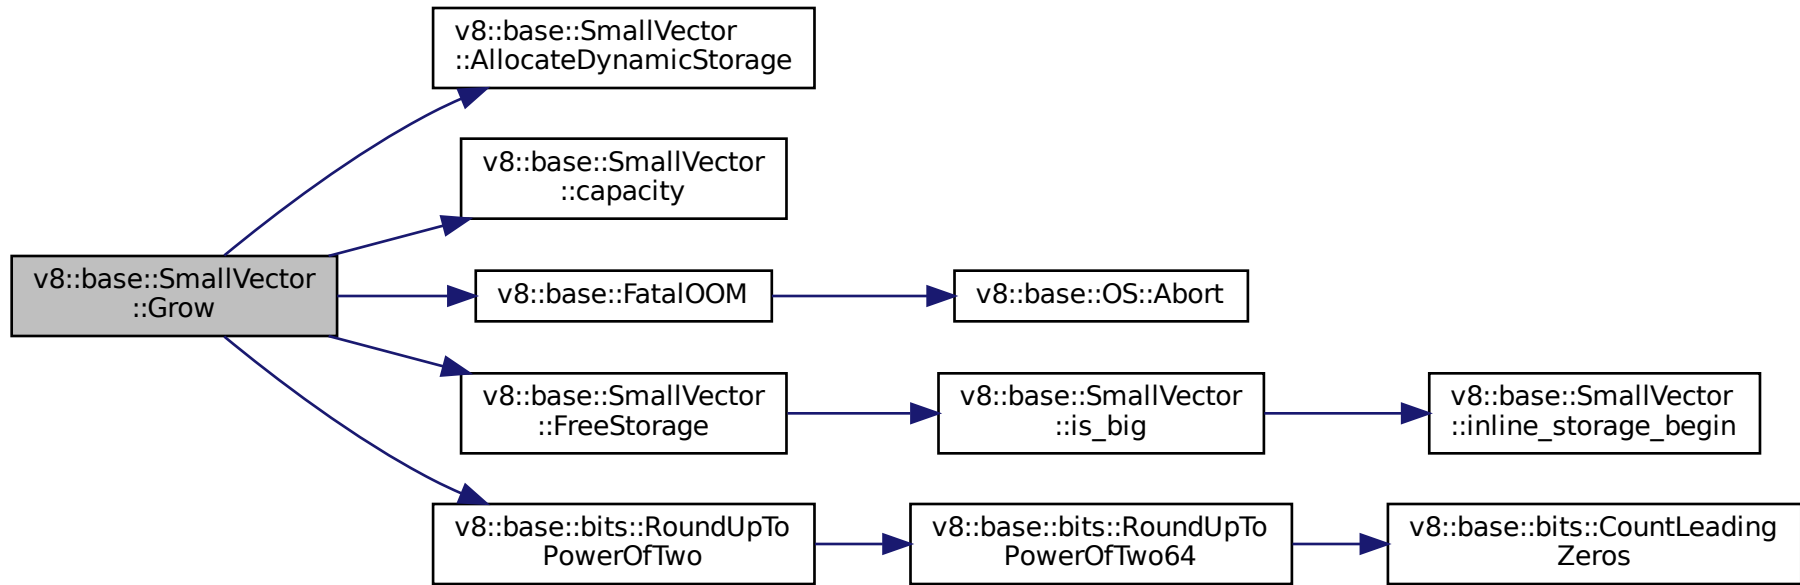 v8::base::SmallVector
::AllocateDynamicStorage
v8::base::SmallVector
::capacity
v8::base::SmallVector
::Grow
v8::base::FatalOOM
v8::base::OS::Abort
v8::base::SmallVector
::FreeStorage
v8::base::SmallVector
::is_big
v8::base::SmallVector
::inline_storage_begin
v8::base::bits::RoundUpTo
PowerOfTwo
v8::base::bits::RoundUpTo
PowerOfTwo64
v8::base::bits::CountLeading
Zeros